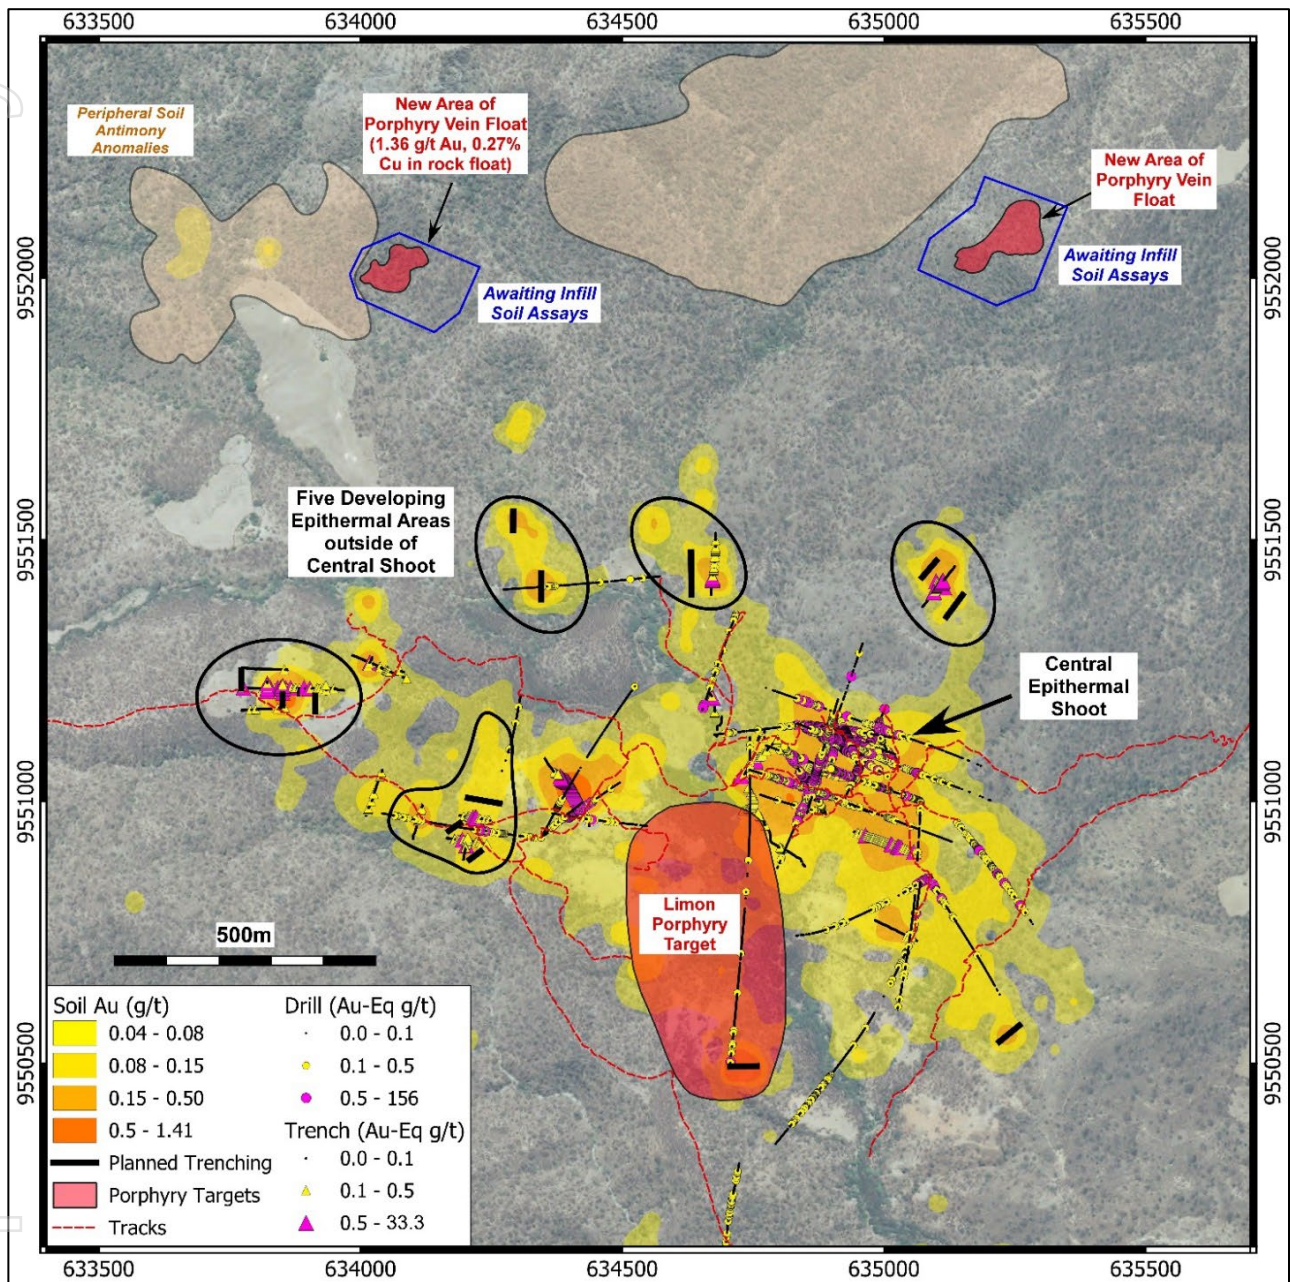 633500 634000 634500 635000 635500
Peripheral Soil
Antimony
Anomalies
New Area of
Porphyry Vein Float
(1.36 g/t Au, 0.27%
Cu in rock float)
New Area of
Porphyry Vein
Float
Awaiting Infill
Soil Assays
Awaiting Infill
Soil Assays
9552000
9552000
Five Developing
Epithermal Areas
outside of
Central Shoot
9551500
9551500
Central
Epithermal
Shoot
9551000
9551000
Limon
Porphyry
Target
500m
9550500
9550500
Soil Au (g/t)
0.04 - 0.08
0.08 - 0.15
0.15 - 0.50
0.5 - 1.41
Planned Trenching
Porphyry Targets
Tracks
Drill (Au-Eq g/t)
0.0 - 0.1
0.1 - 0.5
0.5 - 156
Trench (Au-Eq g/t)
0.0 - 0.1
0.1 - 0.5
0.5 - 33.3
633500 634000 634500 635000 635500